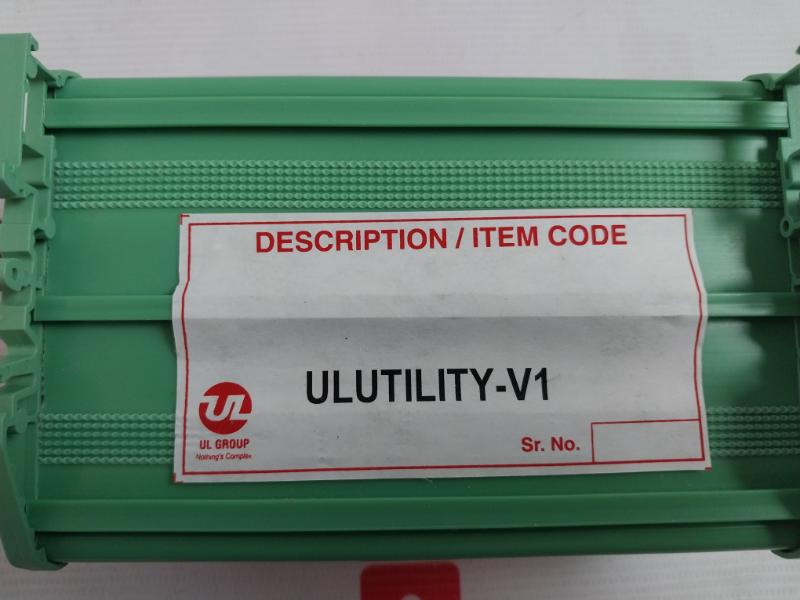 DESCRIPTION / ITEM CODE
ULUTILITY-V1
UL
UL GROUP
Nothing's Complex
Sr. No.